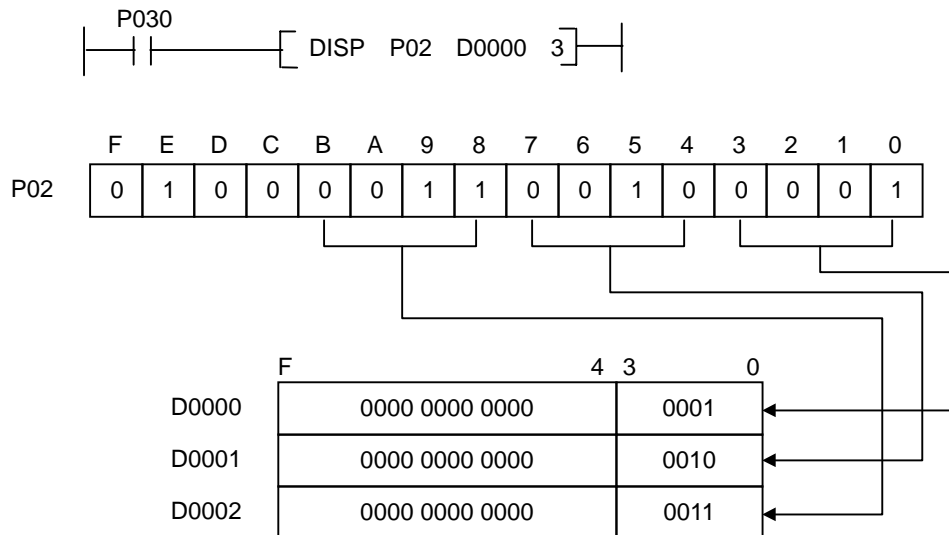 P030
DISP P02 D0000 3
F E D C B A 9 8 7 6 5 4 3 2 1 0
P02 0 1 0 0 0 0 1 1 0 0 1 0 0 0 0 1
F 4 3 0
D0000 0000 0000 0000 0001
D0001 0000 0000 0000 0010
D0002 0000 0000 0000 0011